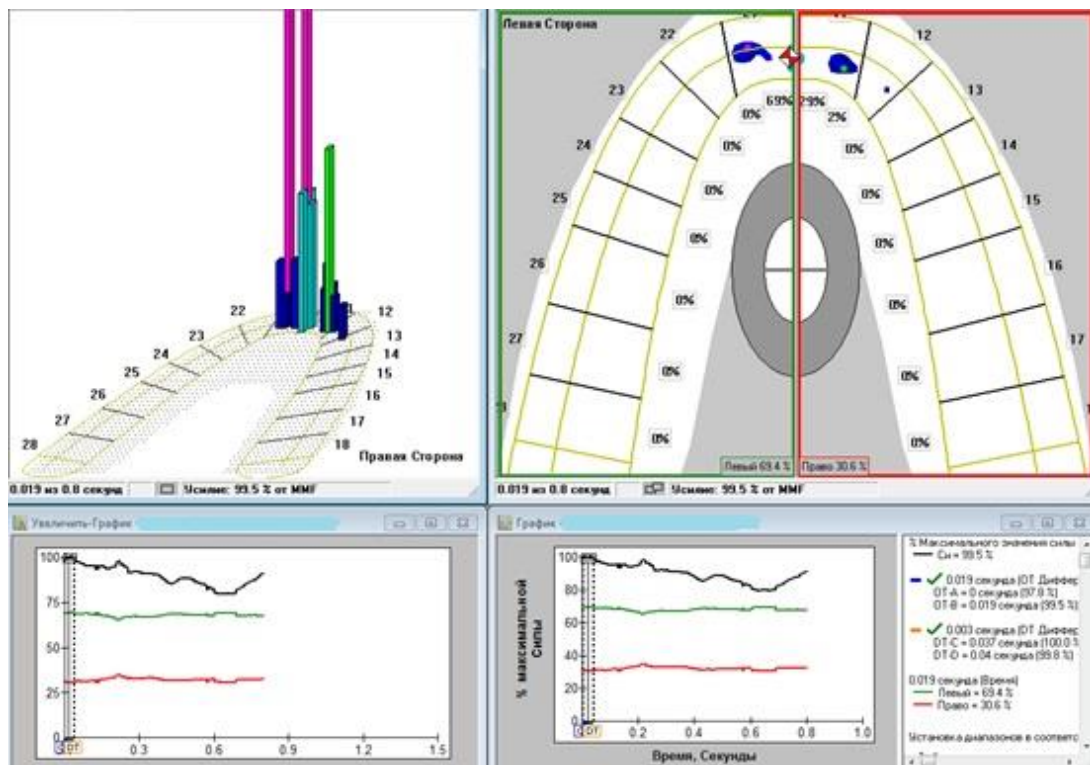 22
12
23
13
24
14
25
15
26
16
27
17
28
18
Правая Сторона
0.019 из 0.8 секунд
Усилие: 99.5 % от MMF
Левая Сторона
22
12
23
13
24
14
25
15
26
16
27
17
69%
29%
0%
2%
0%
0%
0%
0%
0%
0%
0%
0%
0%
0%
0%
0%
Левый 69.4 %
Право 30.6 %
0.019 из 0.8 секунд
Усилие: 99.5 % от MMF
Увеличить-График
100
75
50
25
0
DT
0.3
0.6
0.9
1.2
1.5
График
% максимальной
Силы
100
80
60
40
20
0
DT
0.2
0.4
0.6
0.8
1.0
Время, Секунды
% Максимального значения силы
Си = 99.5 %
0.019 секунда (ОТ Диффер
ОТ-A = 0 секунда (97.8 %)
ОТ-B = 0.019 секунда (99.5 %)
0.003 секунда (DT Диффер
DT-C = 0.037 секунда (100.0 %
DT-D = 0.04 секунда (99.8 %)
0.019 секунда (Время)
Левый = 69.4 %
Право = 30.6 %
Установка диапазонов в соответс